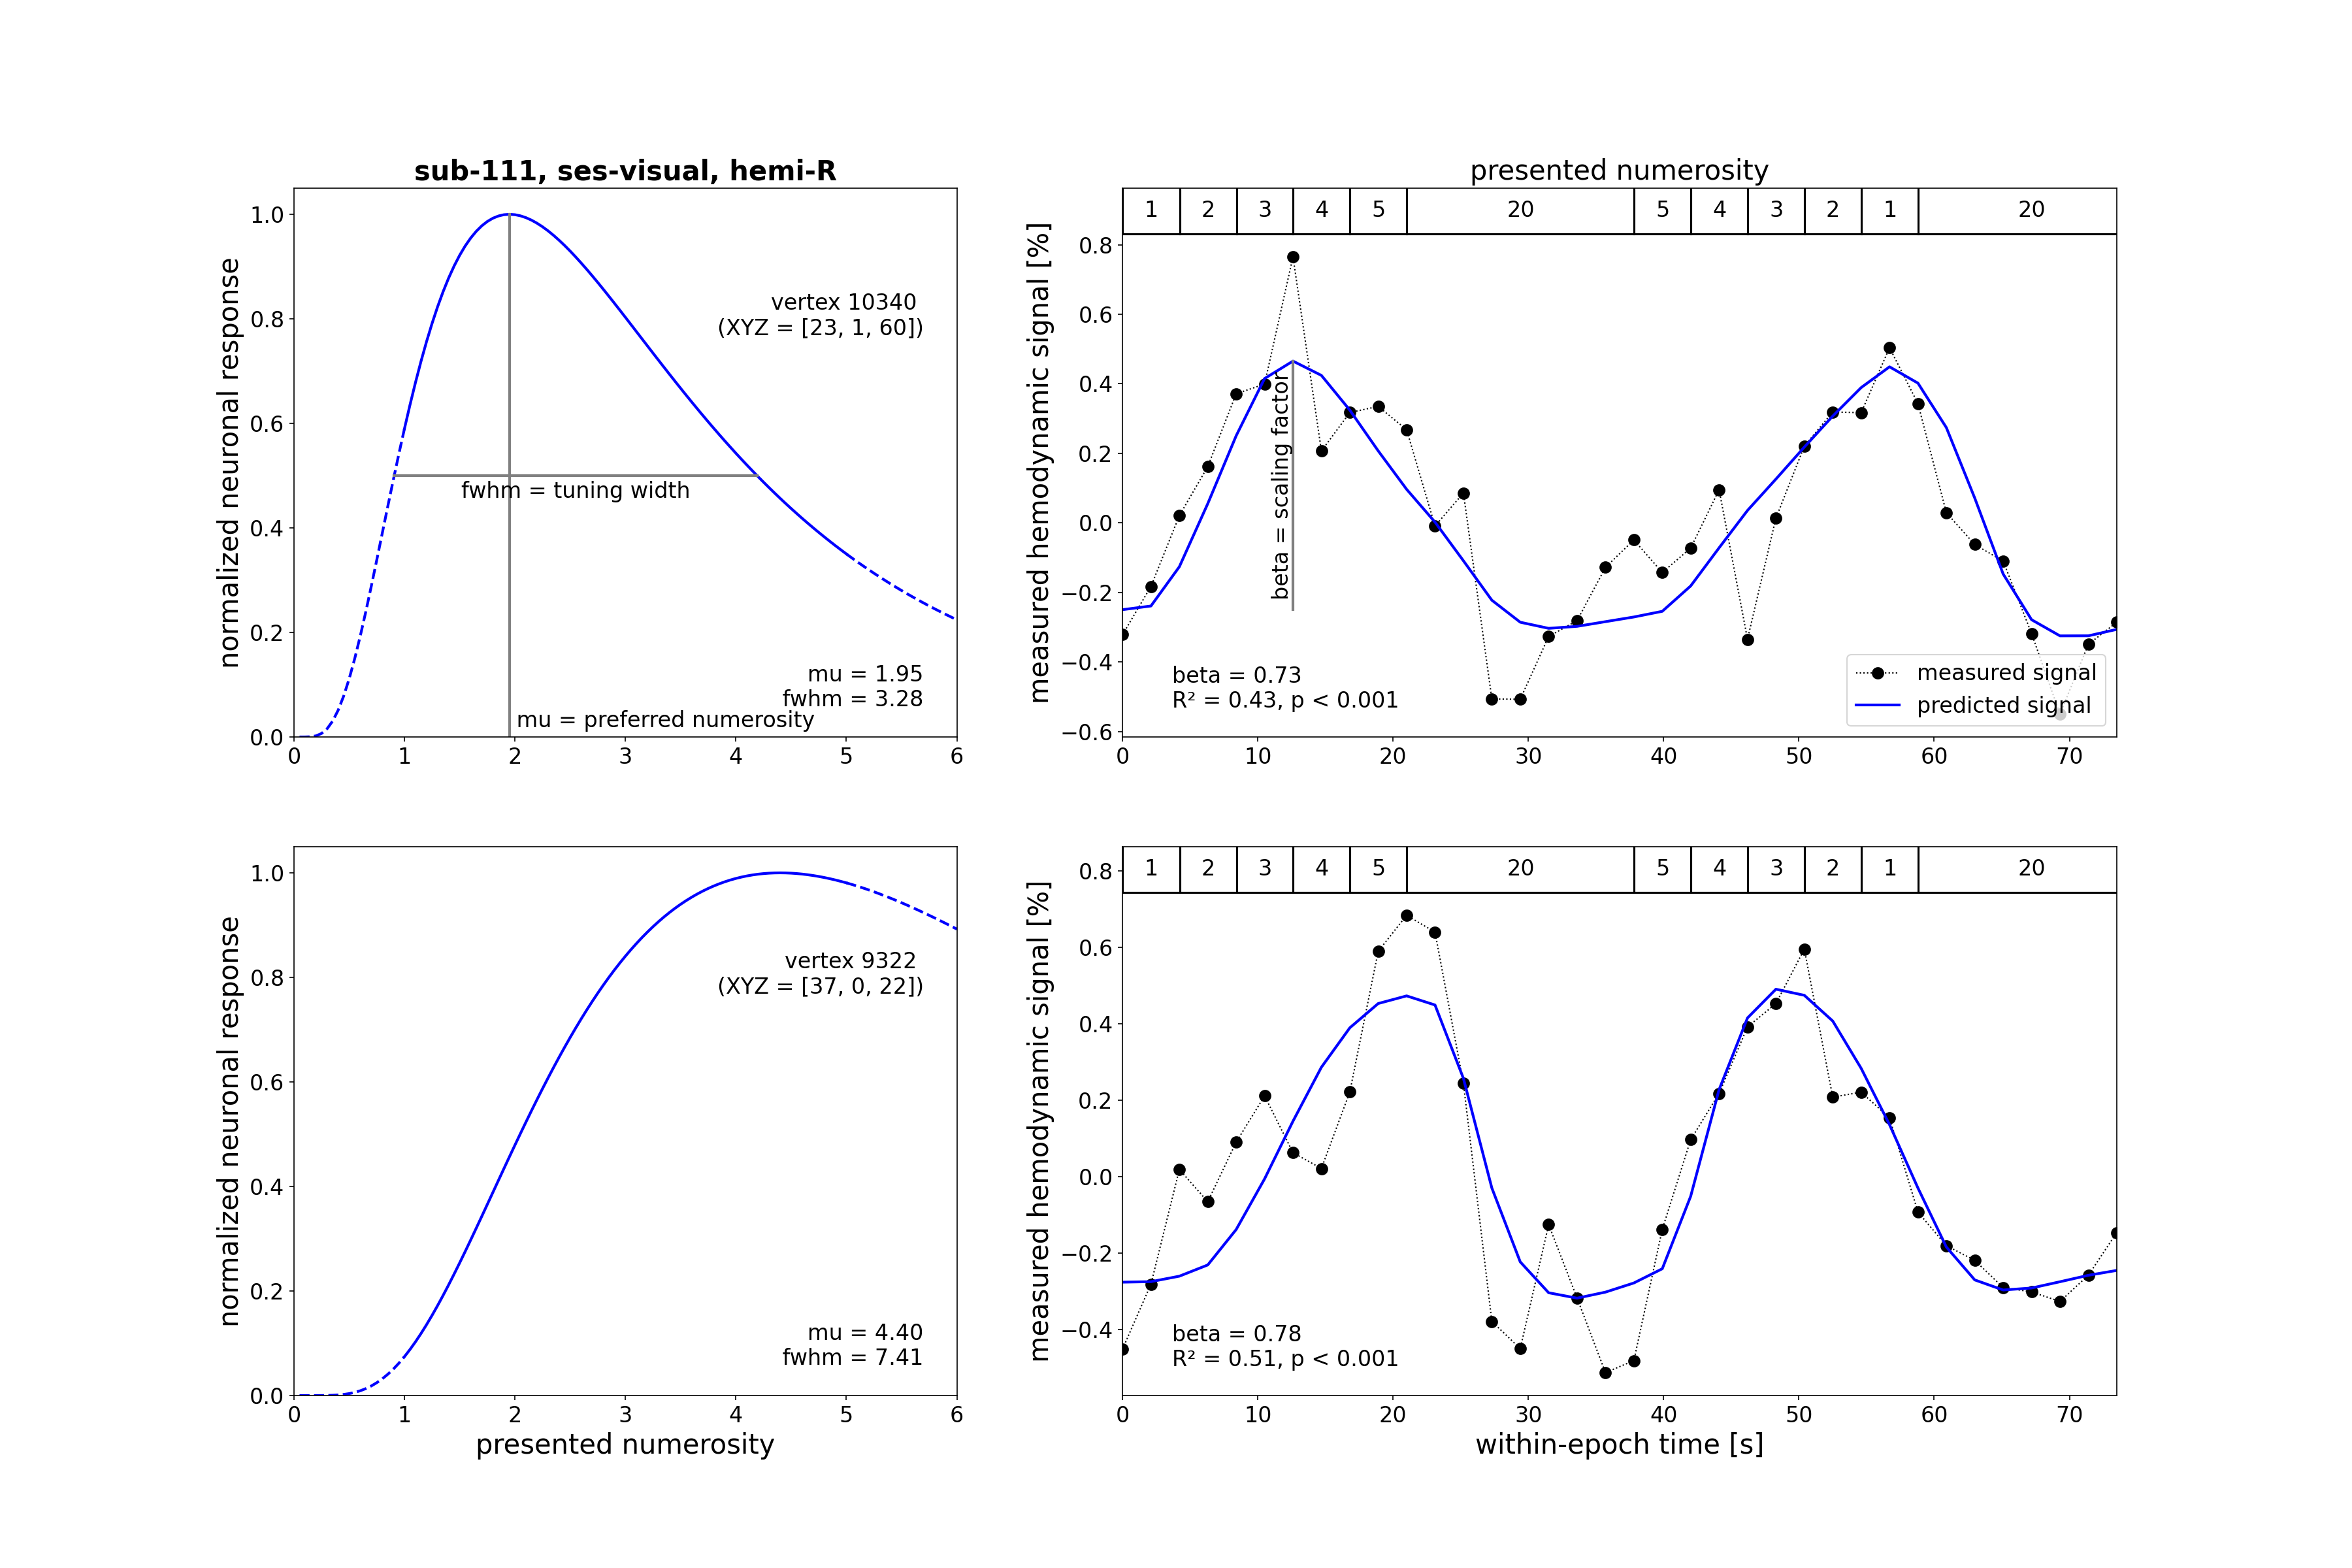 sub-111, ses-visual, hemi-R
normalized neuronal response
1.0
0.8
0.6
0.4
0.2
0.0
vertex 10340
(XYZ = [23, 1, 60])
fwhm = tuning width
mu = 1.95
fwhm = 3.28
mu = preferred numerosity
0 1 2 3 4 5 6
presented numerosity
1 2 3 4 5 20 5 4 3 2 1 20
measured hemodynamic signal [%]
0.8
0.6
0.4
0.2
0.0
−0.2
−0.4
−0.6
beta = scaling factor
beta = 0.73
R² = 0.43, p < 0.001
measured signal
predicted signal
0 10 20 30 40 50 60 70
normalized neuronal response
1.0
0.8
0.6
0.4
0.2
0.0
vertex 9322
(XYZ = [37, 0, 22])
mu = 4.40
fwhm = 7.41
0 1 2 3 4 5 6
presented numerosity
1 2 3 4 5 20 5 4 3 2 1 20
measured hemodynamic signal [%]
0.8
0.6
0.4
0.2
0.0
−0.2
−0.4
beta = 0.78
R² = 0.51, p < 0.001
0 10 20 30 40 50 60 70
within-epoch time [s]